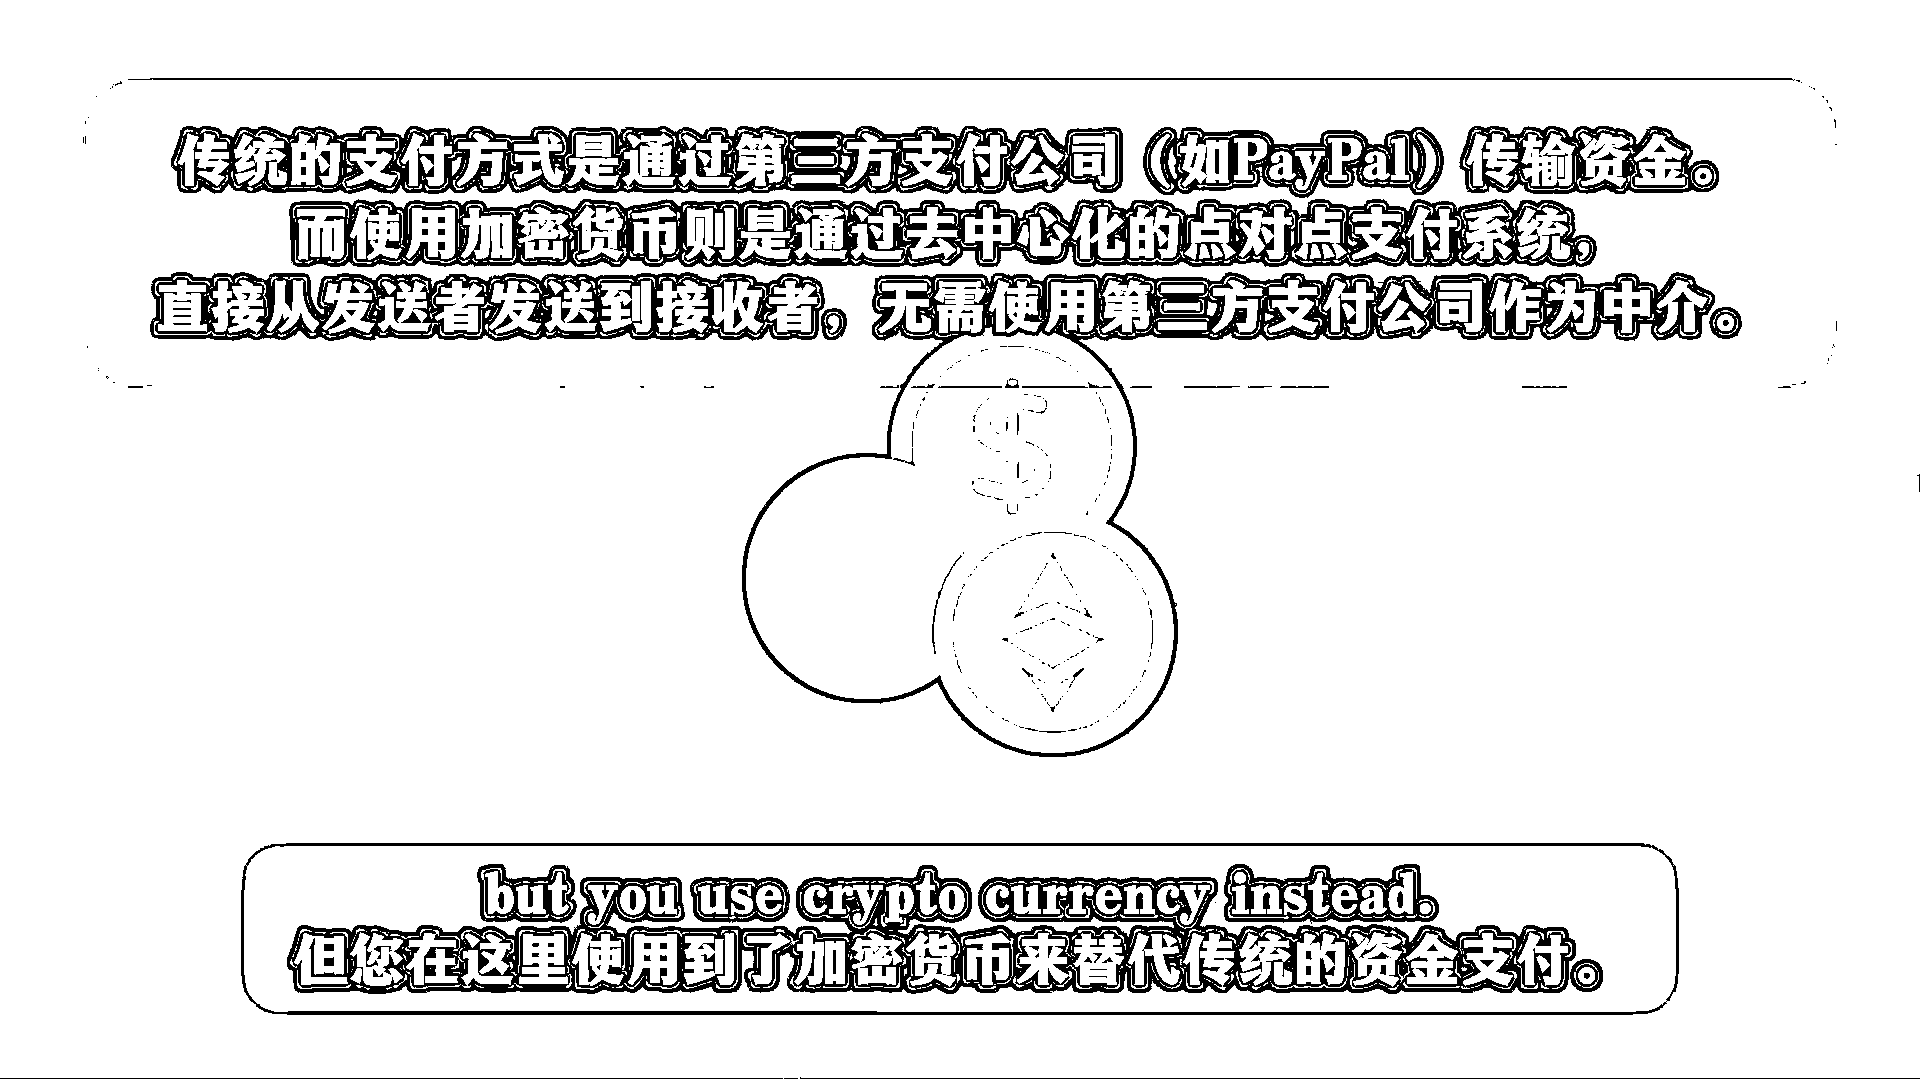 传统的支付方式是通过第三方支付公司（如PayPal）传输资金。
而使用加密货币则是通过去中心化的点对点支付系统，
直接从发送者发送到接收者，无需使用第三方支付公司作为中介。
$
but you use crypto currency instead.
但您在这里使用到了加密货币来替代传统的资金支付。